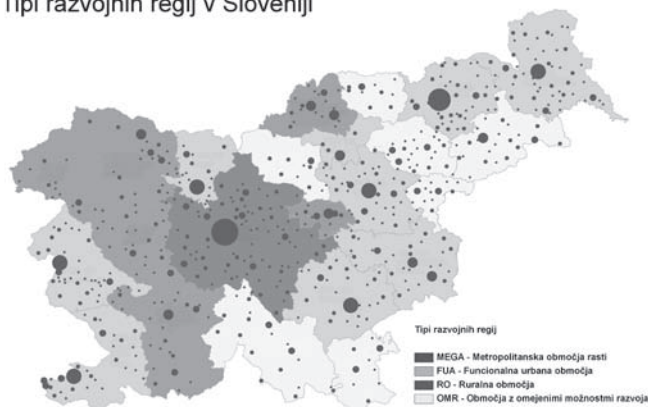 Tipi razvojnih regij v Sloveniji
Tipi razvojnih regij
MEGA - Metropolitanska območja rasti
FUA - Funcionalna urbana območja
RO - Ruralna območja
OMR - Območja z omejenimi možnostmi razvoja